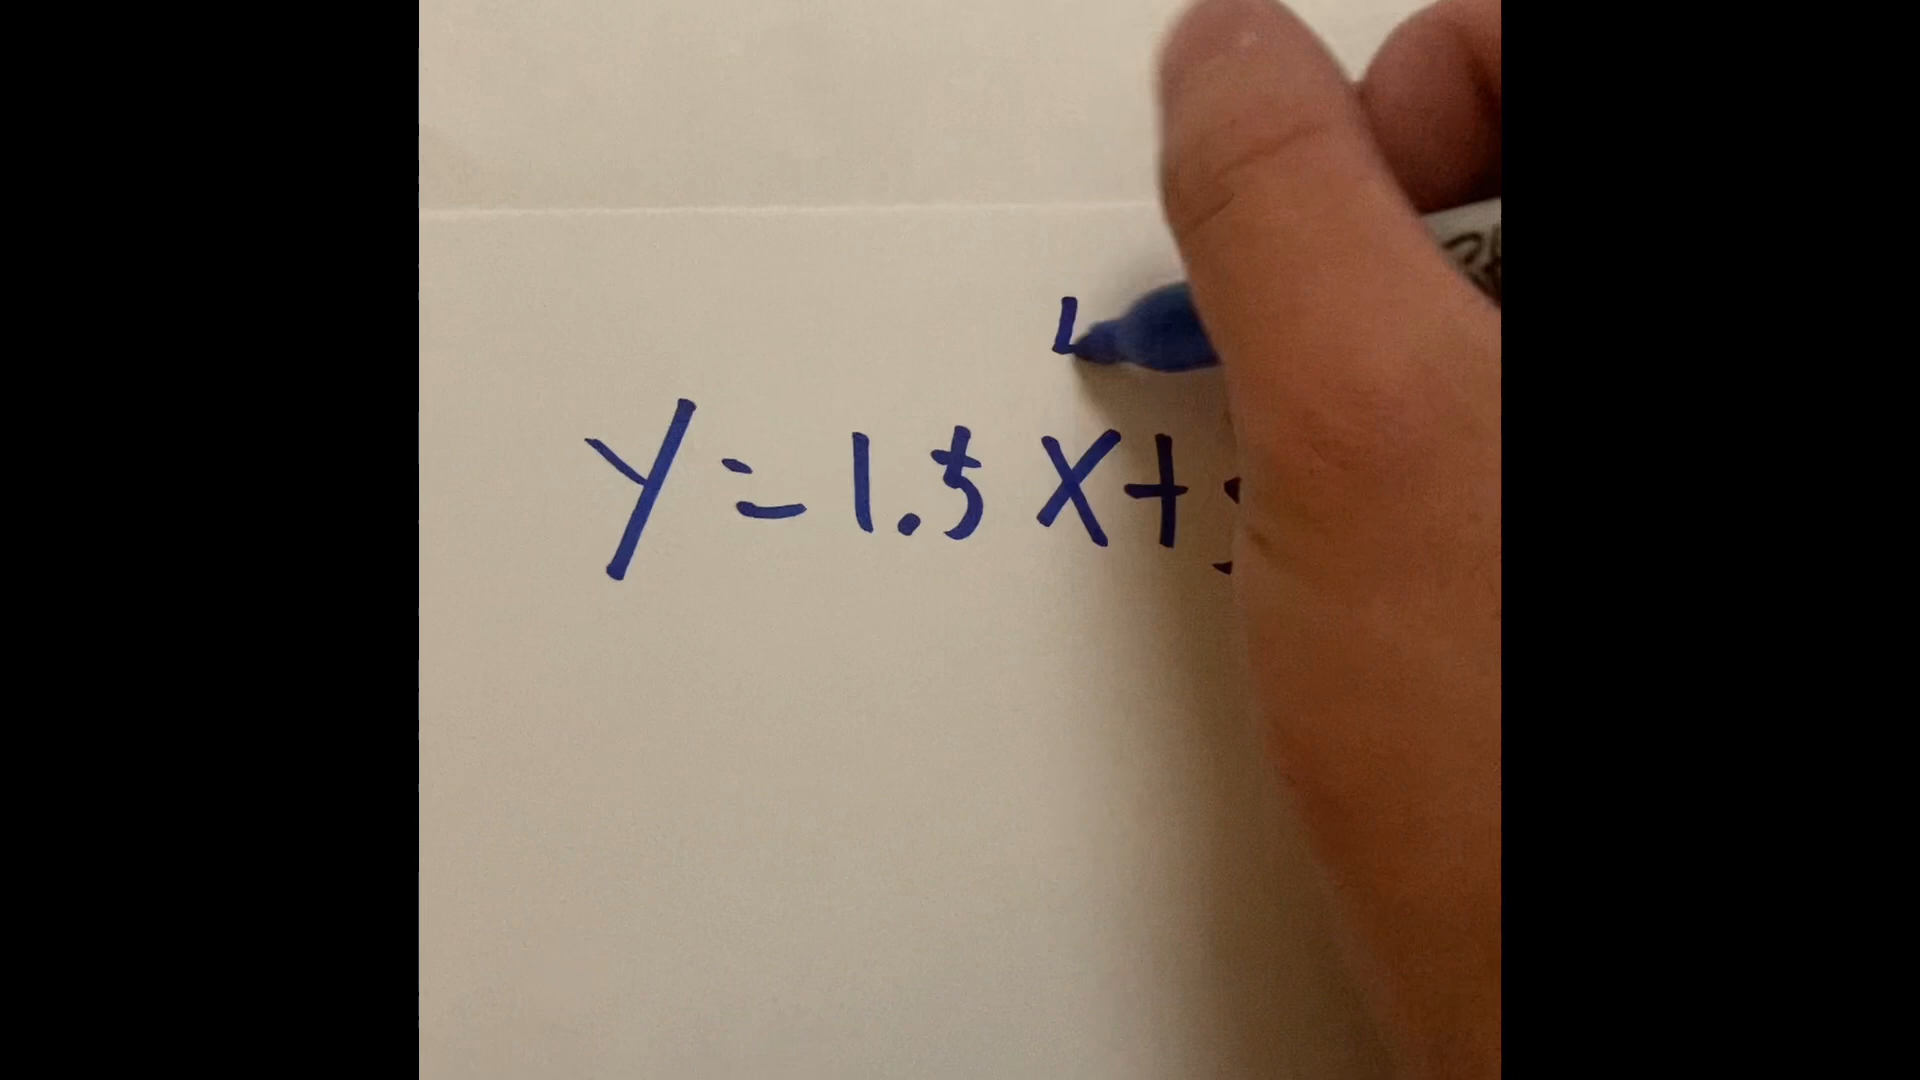 y = 1.5 x +